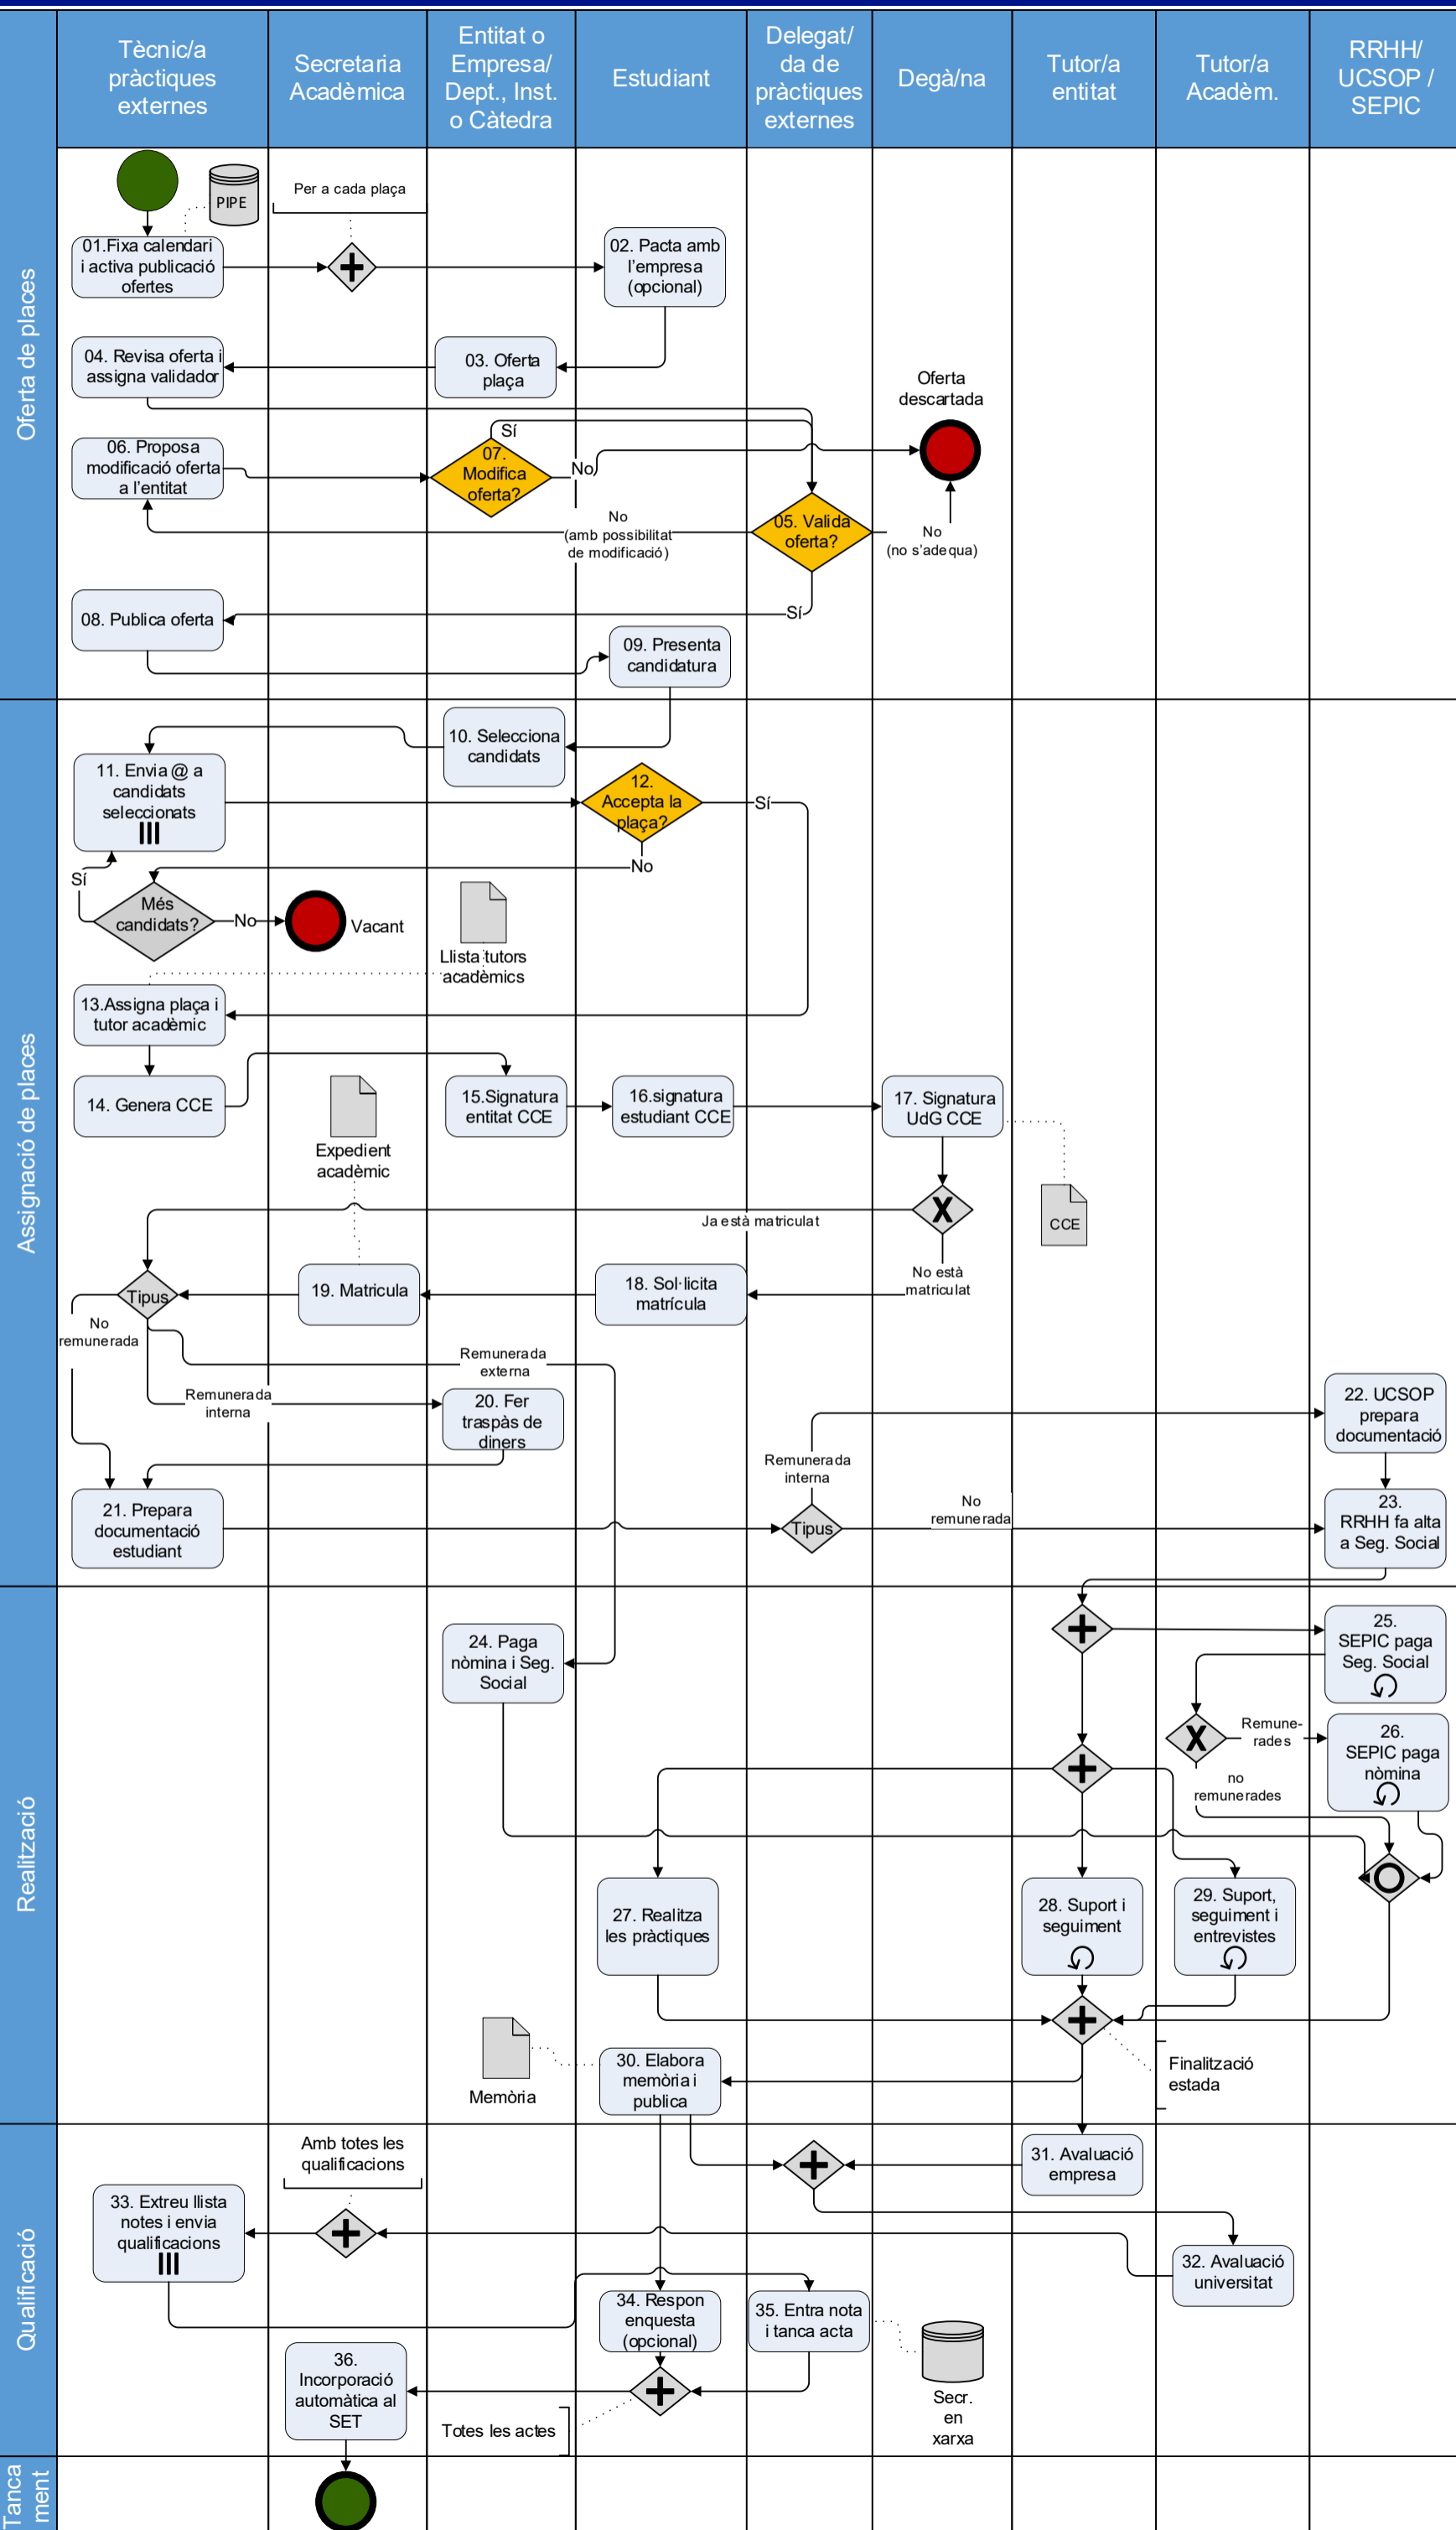 Tècnic/a
pràctiques
externes
Secretaria
Acadèmica
Entitat o
Empresa/
Dept., Inst.
o Càtedra
Estudiant
Delegat/
da de
pràctiques
externes
Degà/na
Tutor/a
entitat
Tutor/a
Acadèm.
RRHH/
UCSOP /
SEPIC
Oferta de places
PIPE
Per a cada plaça
01.Fixa calendari
i activa publicació
ofertes
02. Pacta amb
l'empresa
(opcional)
04. Revisa oferta i
assigna validador
03. Oferta
plaça
Oferta
descartada
Sí
06. Proposa
modificació oferta
a l'entitat
07.
Modifica
oferta?
No
05. Valida
oferta?
No
(amb possibilitat
de modificació)
No
(no s'adequa)
08. Publica oferta
Sí
09. Presenta
candidatura
Assignació de places
10. Selecciona
candidats
11. Envia @ a
candidats
seleccionats
12.
Accepta la
plaça?
Sí
No
Sí
Més
candidats?
No
Vacant
Llista tutors
acadèmics
13.Assigna plaça i
tutor acadèmic
14. Genera CCE
15.Signatura
entitat CCE
16.signatura
estudiant CCE
17. Signatura
UdG CCE
Expedient
acadèmic
X
CCE
Ja està matriculat
No està
matriculat
Tipus
19. Matricula
18. Sol·licita
matrícula
No
remunerada
Remunerada
externa
Remunerada
interna
20. Fer
traspàs de
diners
22. UCSOP
prepara
documentació
Remunerada
interna
21. Prepara
documentació
estudiant
Tipus
No
remunerada
23.
RRHH fa alta
a Seg. Social
Realització
24. Paga
nòmina i Seg.
Social
25.
SEPIC paga
Seg. Social
X
Remune-
rades
26.
SEPIC paga
nòmina
no
remunerades
27. Realitza
les pràctiques
28. Suport i
seguiment
29. Suport,
seguiment i
entrevistes
Memòria
30. Elabora
memòria i
publica
Finalització
estada
Qualificació
Amb totes les
qualificacions
31. Avaluació
empresa
33. Extreu llista
notes i envia
qualificacions
32. Avaluació
universitat
34. Respon
enquesta
(opcional)
35. Entra nota
i tanca acta
36.
Incorporació
automàtica al
SET
Totes les actes
Secr.
en
xarxa
Tanca
ment